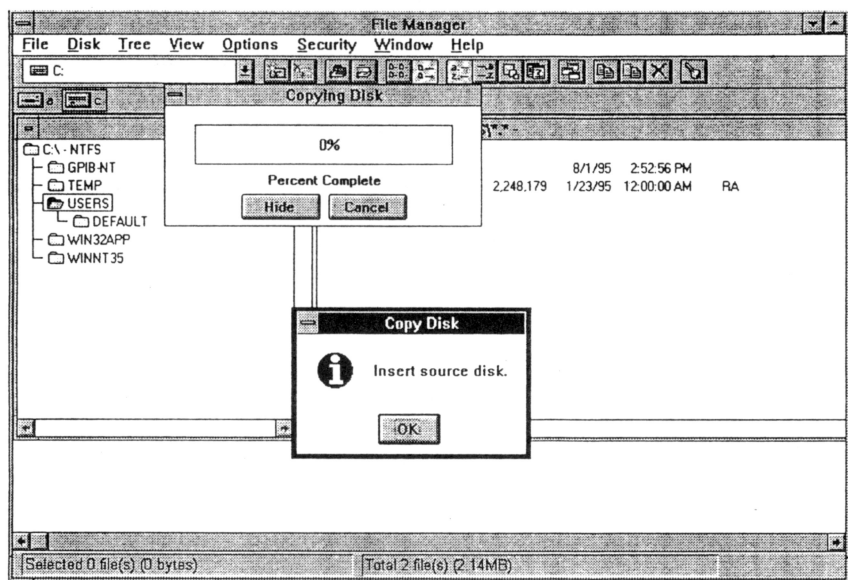 File Manager
File Disk Tree View Options Security Window Help
C:
a c
Copying Disk
\*.*
0%
Percent Complete
Hide Cancel
C:\ - NTFS
GPIB-NT
TEMP
USERS
DEFAULT
WIN32APP
WINNT35
8/1/95 2:52:56 PM
2,248,179 1/23/95 12:00:00 AM RA
Copy Disk
Insert source disk.
OK
Selected 0 file(s) (0 bytes) Total 2 file(s) (2.14MB)